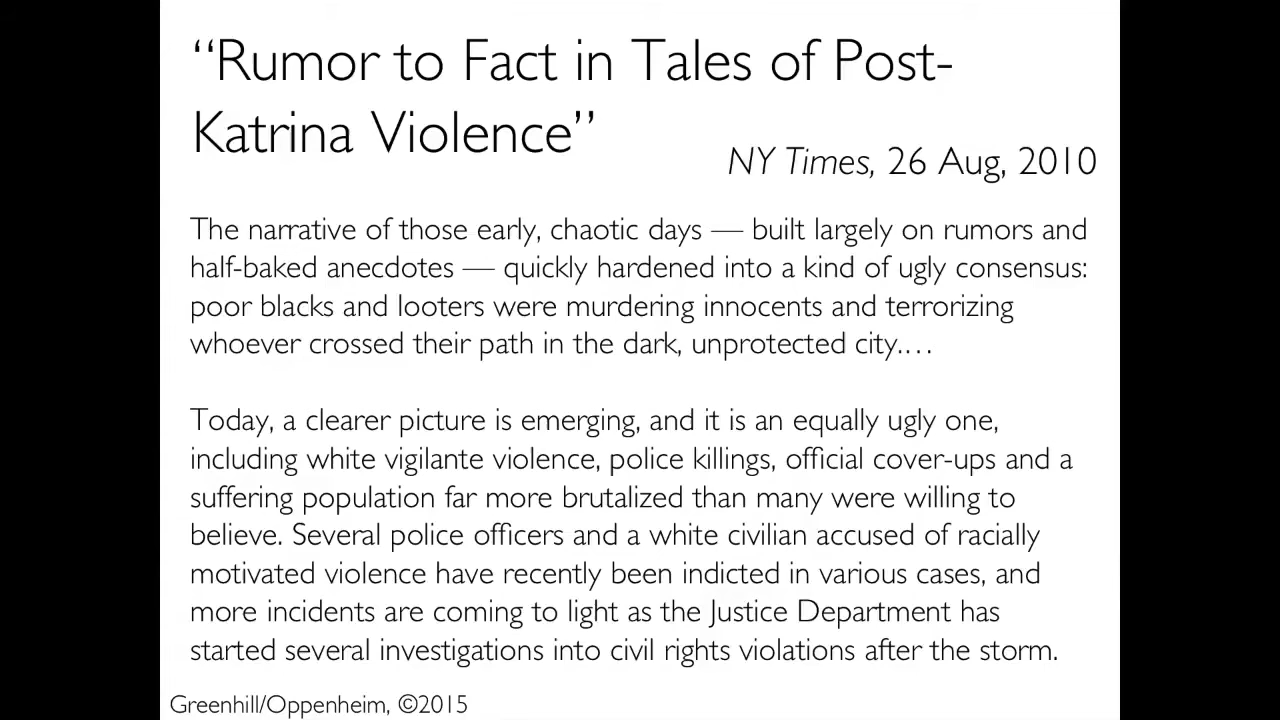 “Rumor to Fact in Tales of Post-
Katrina Violence”
NY Times, 26 Aug, 2010
The narrative of those early, chaotic days — built largely on rumors and
half-baked anecdotes — quickly hardened into a kind of ugly consensus:
poor blacks and looters were murdering innocents and terrorizing
whoever crossed their path in the dark, unprotected city.…
Today, a clearer picture is emerging, and it is an equally ugly one,
including white vigilante violence, police killings, official cover-ups and a
suffering population far more brutalized than many were willing to
believe. Several police officers and a white civilian accused of racially
motivated violence have recently been indicted in various cases, and
more incidents are coming to light as the Justice Department has
started several investigations into civil rights violations after the storm.
Greenhill/Oppenheim, ©2015